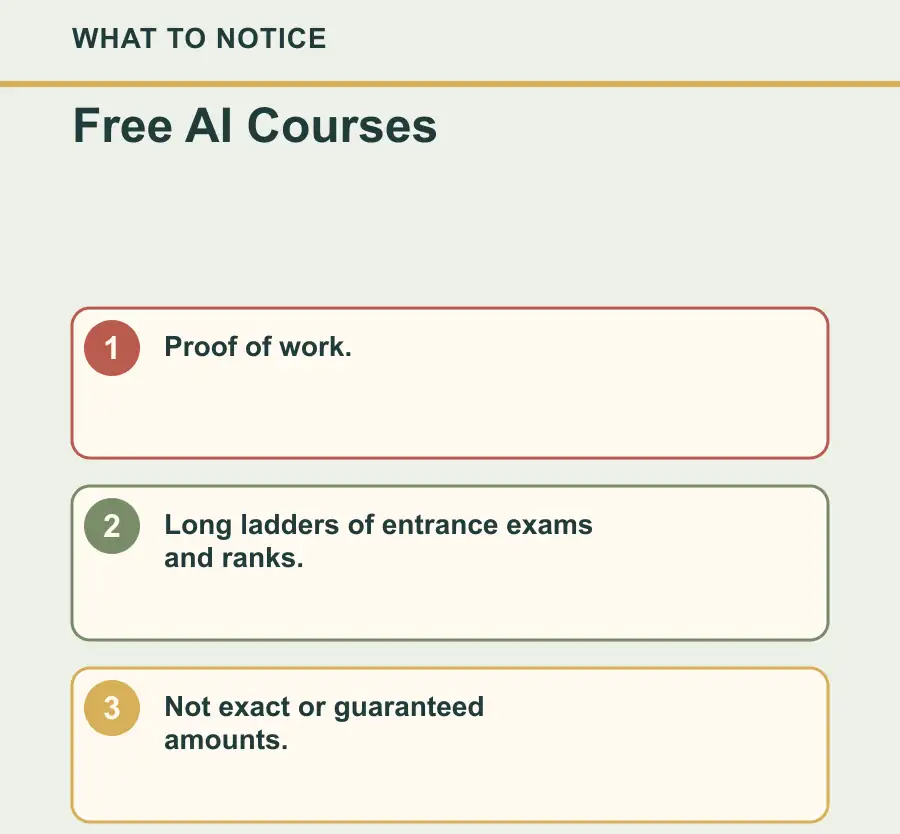 WHAT TO NOTICE
Free AI Courses
1
Proof of work.
2
Long ladders of entrance exams
and ranks.
3
Not exact or guaranteed
amounts.